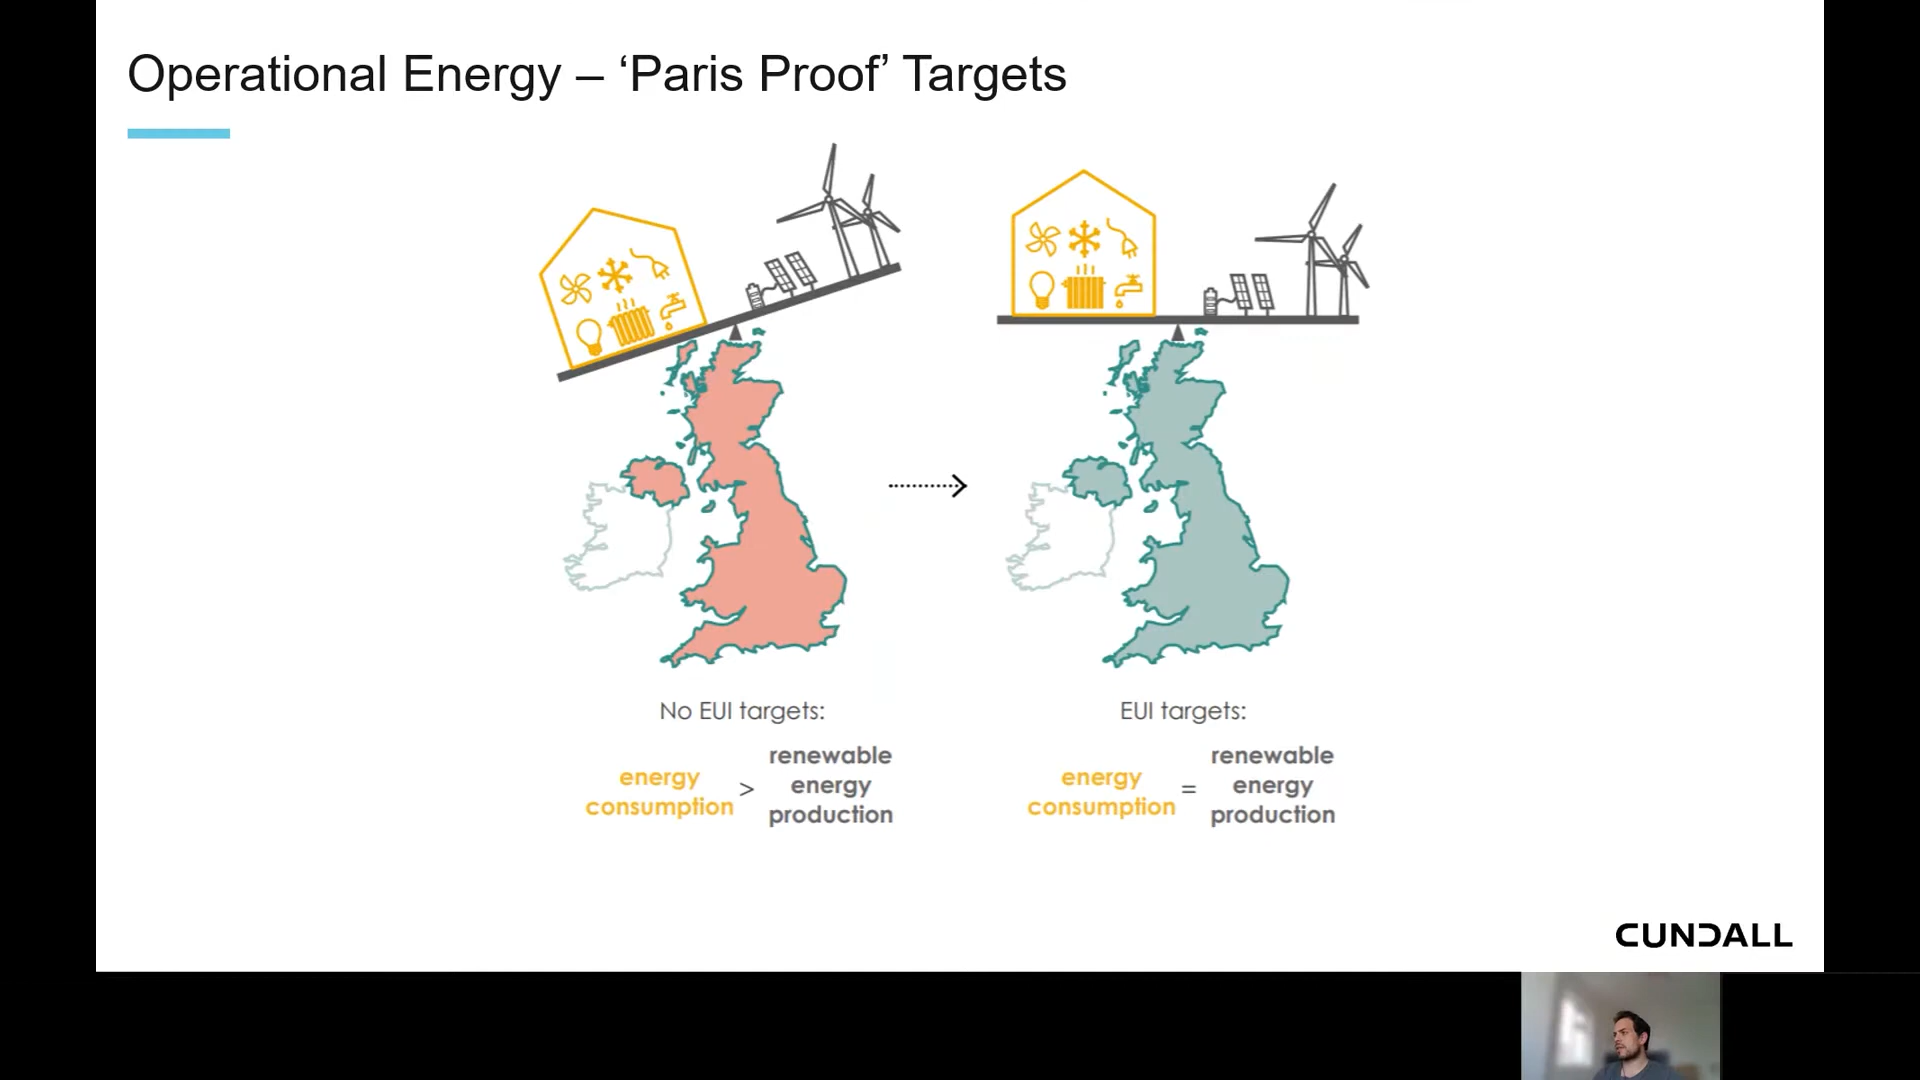 Operational Energy – ‘Paris Proof’ Targets
No EUI targets:
energy
consumption
>
renewable
energy
production
EUI targets:
energy
consumption
=
renewable
energy
production
CUNDALL